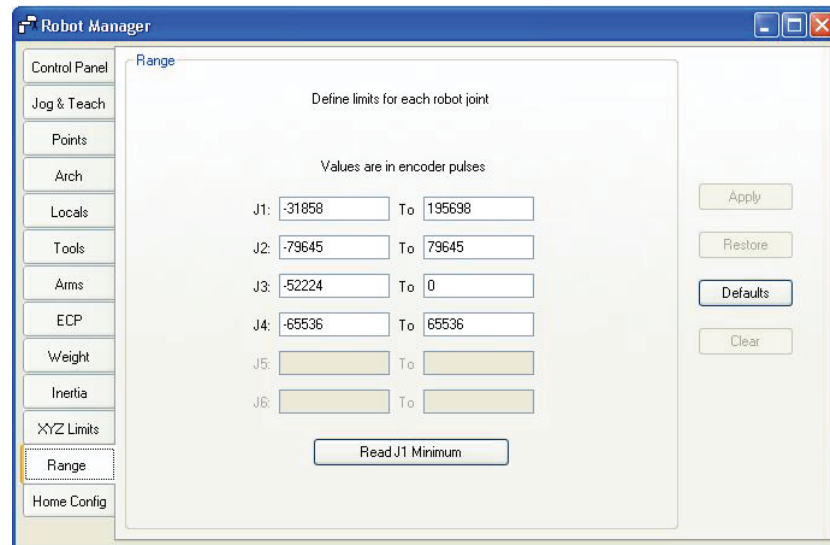 Robot Manager
Control Panel
Jog & Teach
Points
Arch
Locals
Tools
Arms
ECP
Weight
Inertia
XYZ Limits
Range
Home Config
Range
Define limits for each robot joint
Values are in encoder pulses
J1: -31858 To 195698
J2: -79645 To 79645
J3: -52224 To 0
J4: -65536 To 65536
J5: To
J6: To
Read J1 Minimum
Apply
Restore
Defaults
Clear